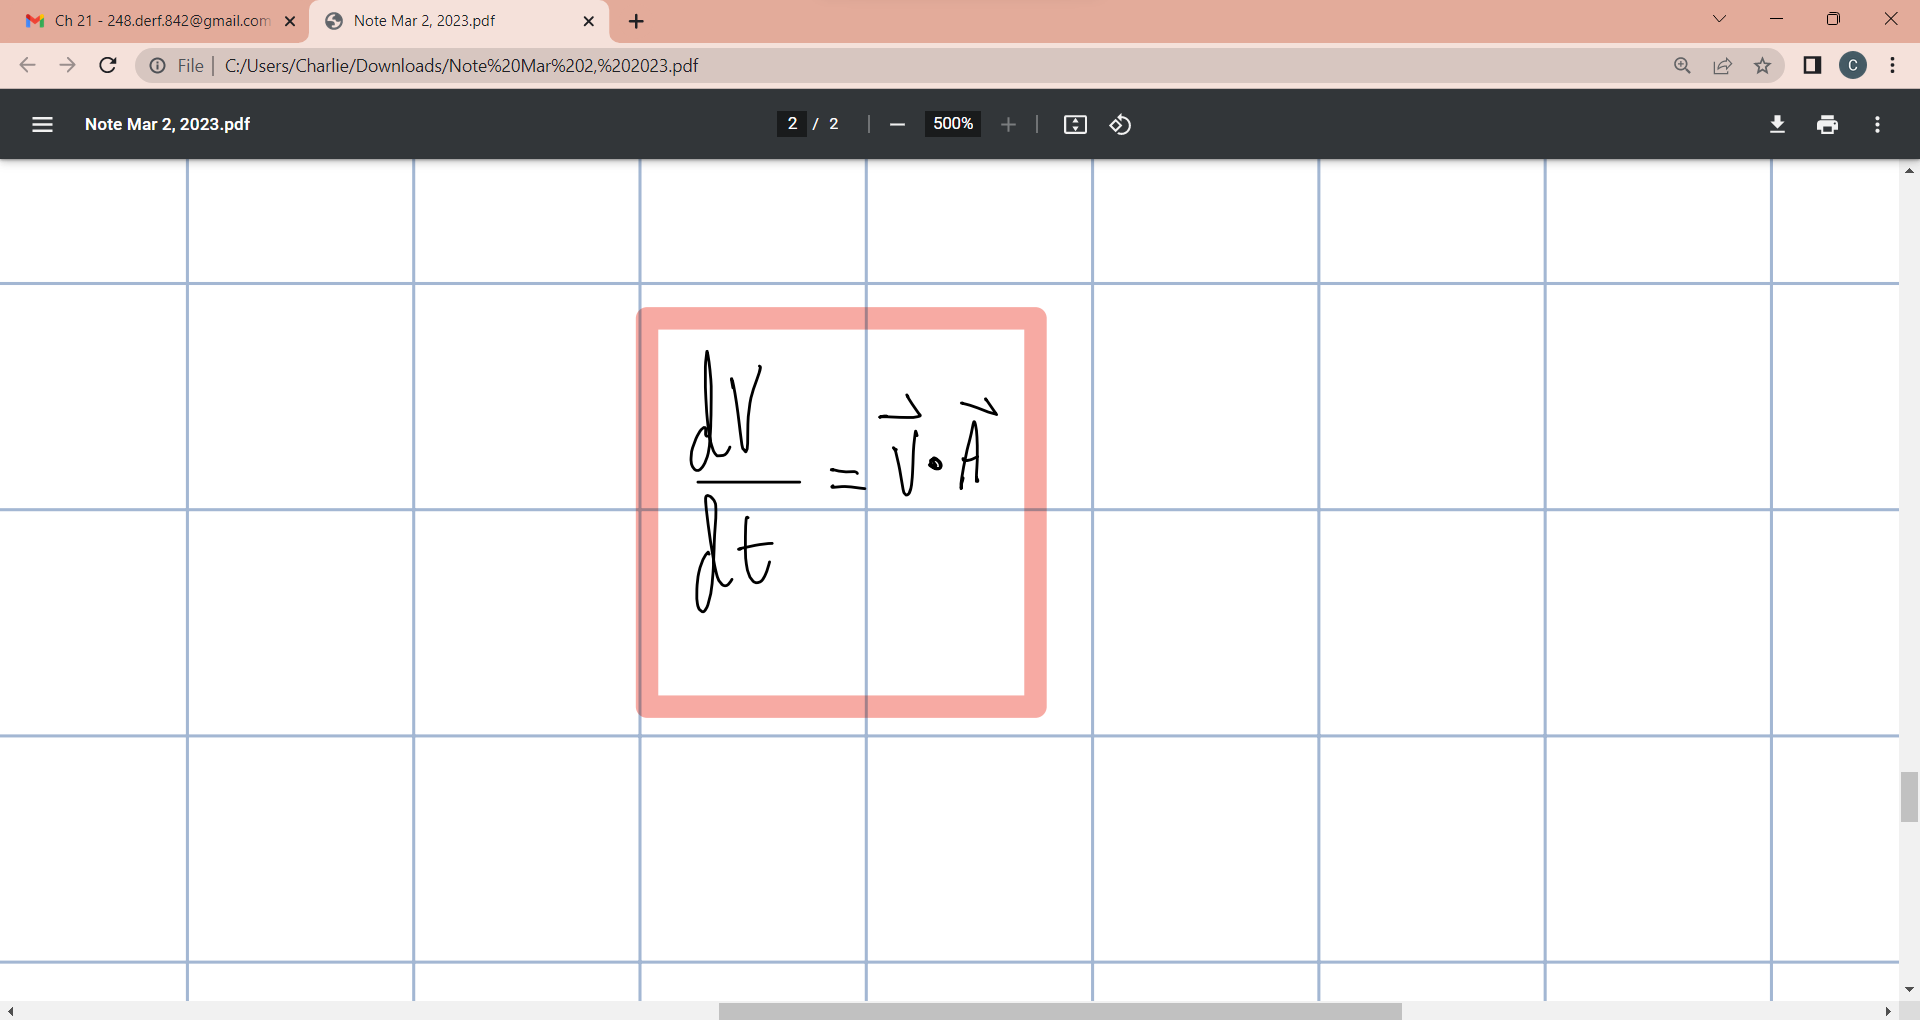 Ch 21 - 248.derf.842@gmail.com
Note Mar 2, 2023.pdf
File | C:/Users/Charlie/Downloads/Note%20Mar%202,%202023.pdf
C
Note Mar 2, 2023.pdf
2 / 2
500%
dV
dt
= V⃗ • A⃗